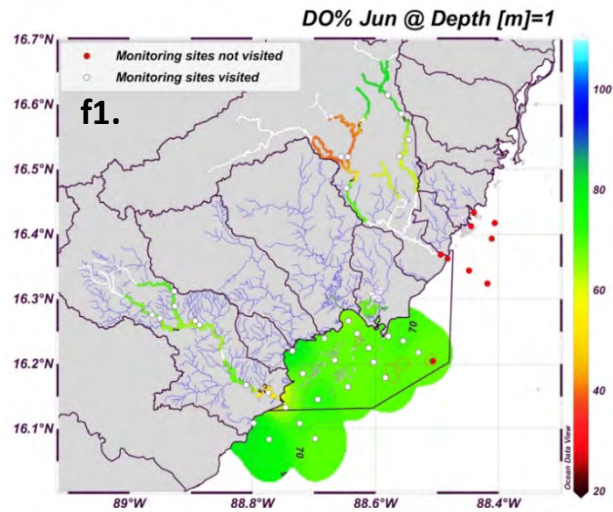 DO% Jun @ Depth [m]=1
16.7°N
Monitoring sites not visited
Monitoring sites visited
100
16.6°N
f1.
16.5°N
80
16.4°N
60
16.3°N
70
40
16.2°N
16.1°N
70
Ocean Data View
20
89°W
88.8°W
88.6°W
88.4°W